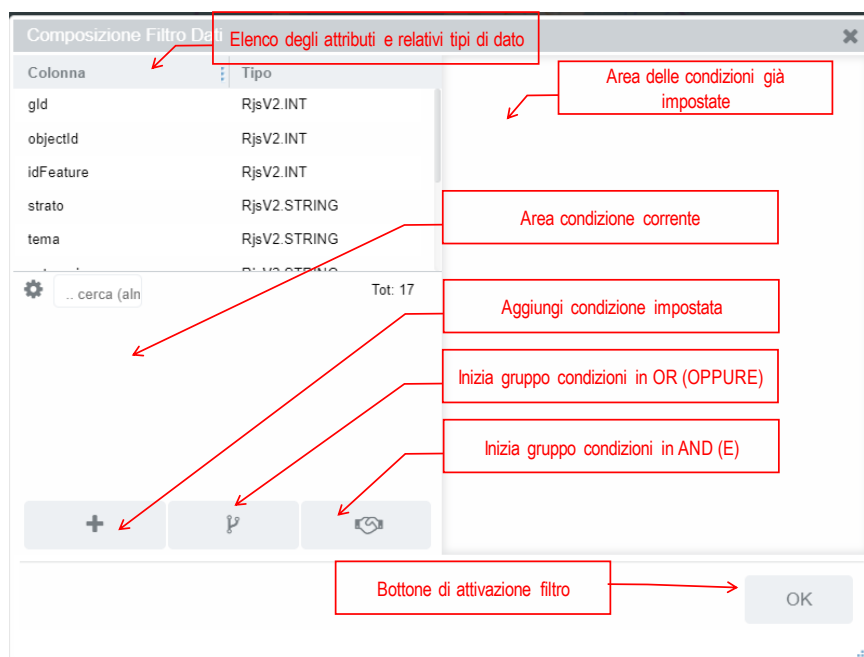 Composizione Filtro Dati
Elenco degli attributi e relativi tipi di dato
Colonna Tipo
Area delle condizioni già
impostate
gId RjsV2.INT
objectId RjsV2.INT
idFeature RjsV2.INT
strato RjsV2.STRING
Area condizione corrente
tema RjsV2.STRING
RjsV2.STRING
.. cerca (aln
Tot: 17
Aggiungi condizione impostata
Inizia gruppo condizioni in OR (OPPURE)
Inizia gruppo condizioni in AND (E)
Bottone di attivazione filtro
OK